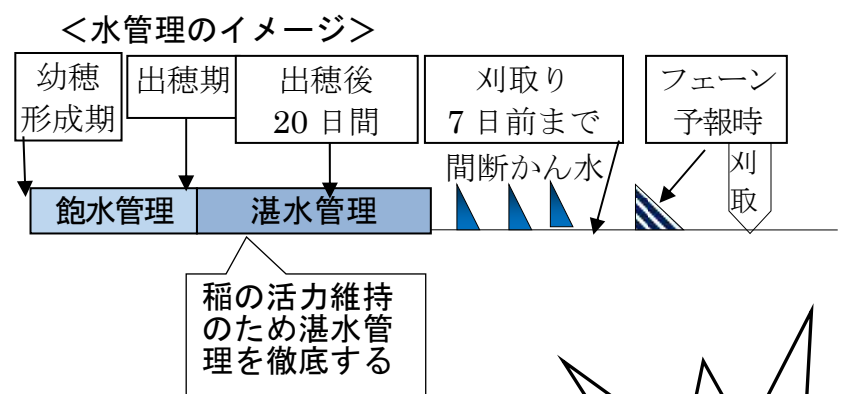 ＜水管理のイメージ＞
幼穂
形成期
出穂期
出穂後
20 日間
刈取り
7 日前まで
フェーン
予報時
間断かん水
刈
取
飽水管理
湛水管理
稲の活力維持
のため湛水管
理を徹底する